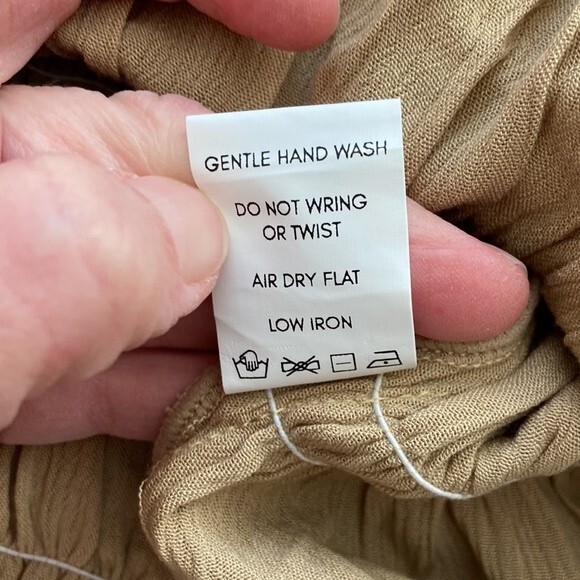 GENTLE HAND WASH
DO NOT WRING
OR TWIST
AIR DRY FLAT
LOW IRON